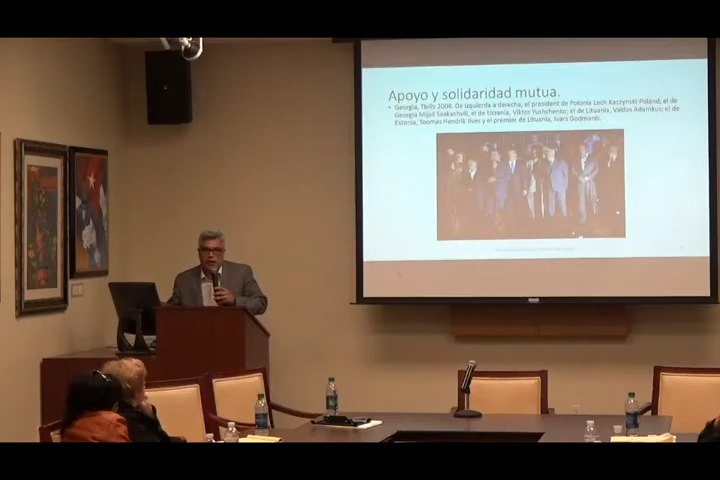 Apoyo y solidaridad mutua.
• Georgia, Tbilis 2008. De izquierda a derecha, el president de Polonia Lech Kaczynski-Poland; el de
Georgia Mijail Saakashvili, el de Ucrania, Viktor Yushchenko; el de Lituania, Valdas Adamkus; el de
Estonia, Toomas Hendrik Ilves y el premier de Lituania, Ivars Godmanis.